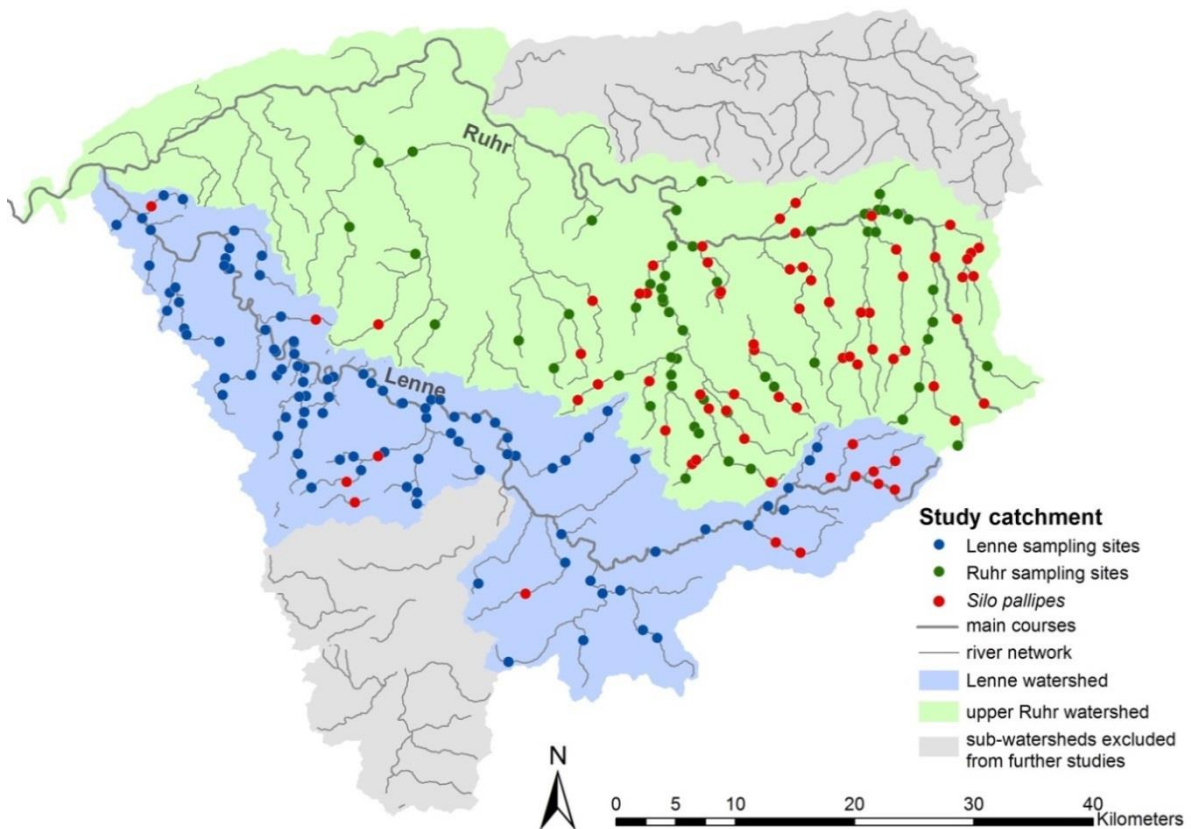 Ruhr
Lenne
Study catchment
Lenne sampling sites
Ruhr sampling sites
Silo pallipes
main courses
river network
Lenne watershed
upper Ruhr watershed
sub-watersheds excluded
from further studies
N
0 5 10 20 30 40
Kilometers